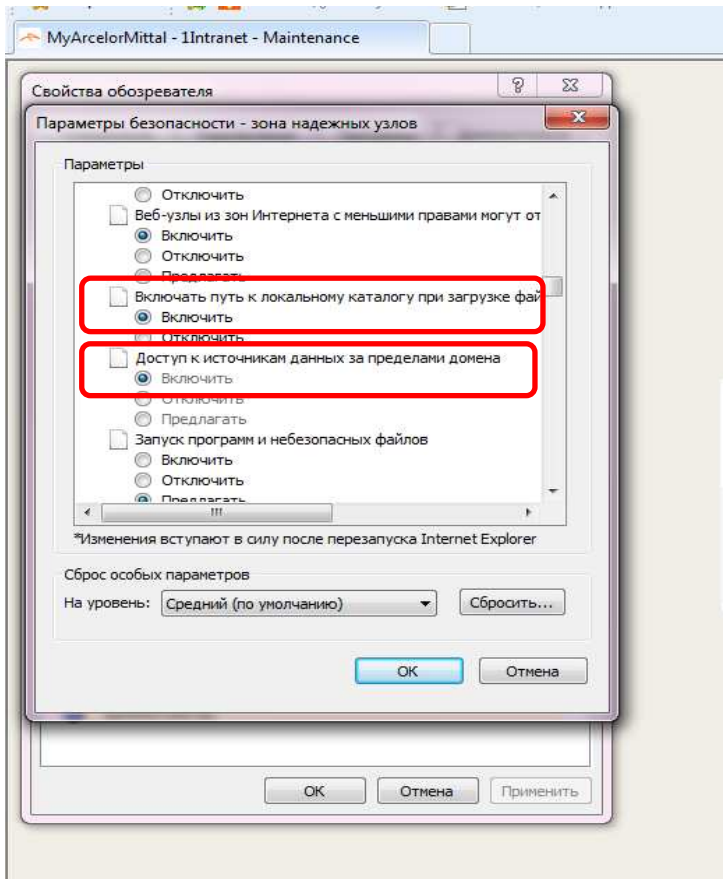 MyArcelorMittal - 1Intranet - Maintenance
Свойства обозревателя
Параметры безопасности - зона надежных узлов
Параметры
Отключить
Веб-узлы из зон Интернета с меньшими правами могут от
Включить
Отключить
Предлагать
Включать путь к локальному каталогу при загрузке фай
Включить
Отключить
Доступ к источникам данных за пределами домена
Включить
Отключить
Предлагать
Запуск программ и небезопасных файлов
Включить
Отключить
Предлагать
*Изменения вступают в силу после перезапуска Internet Explorer
Сброс особых параметров
На уровень: Средний (по умолчанию) Сбросить...
ОК Отмена
ОК Отмена Применить